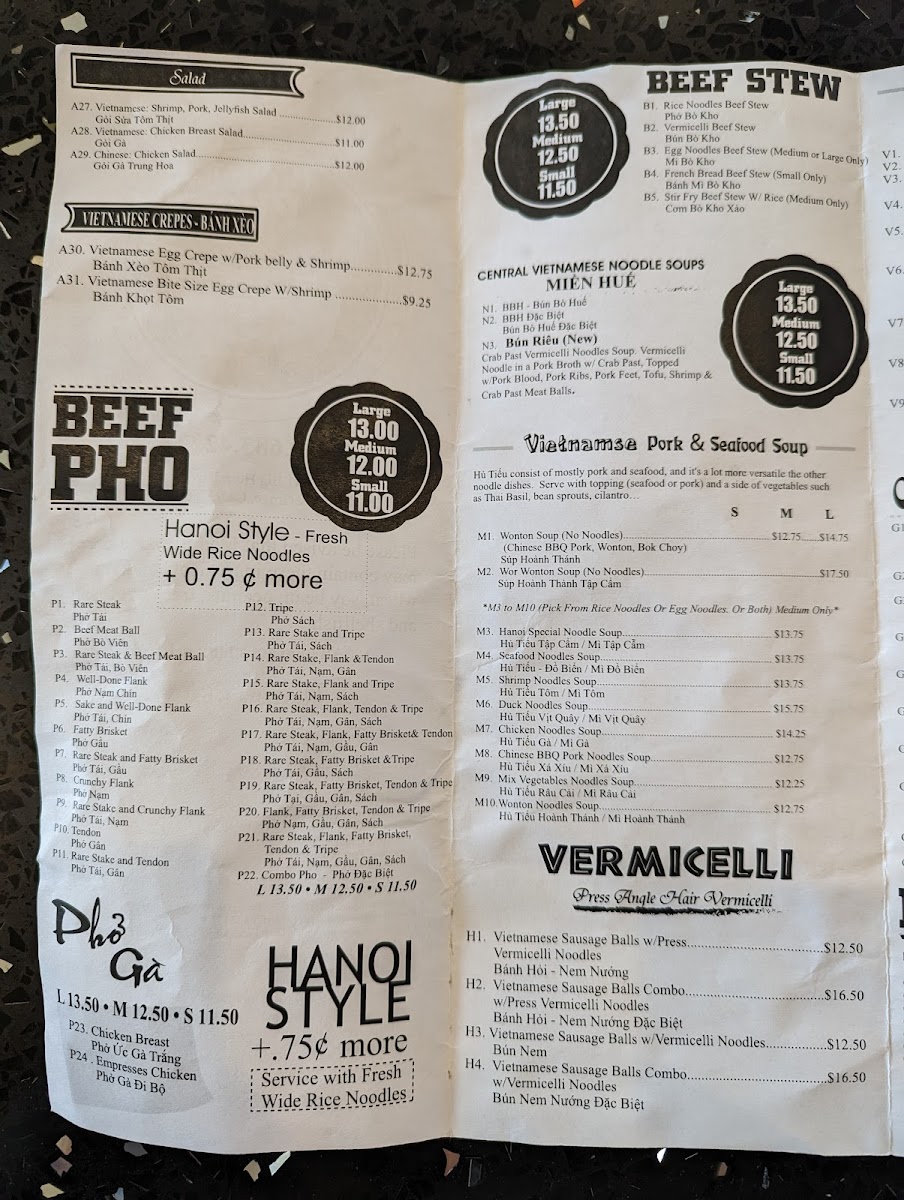 Salad
A27. Vietnamese: Shrimp, Pork, Jellyfish Salad ..................$12.00
Gỏi Sứa Tôm Thịt
A28. Vietnamese: Chicken Breast Salad..................$11.00
Gỏi Gà
A29. Chinese: Chicken Salad..................$12.00
Gỏi Gà Trung Hoa
VIETNAMESE CREPES - BÁNH XÈO
A30. Vietnamese Egg Crepe w/Pork belly & Shrimp.............$12.75
Bánh Xèo Tôm Thịt
A31. Vietnamese Bite Size Egg Crepe W/Shrimp ..................$9.25
Bánh Khọt Tôm
BEEF
PHO
Large
13.00
Medium
12.00
Small
11.00
Hanoi Style - Fresh
Wide Rice Noodles
+ 0.75 ¢ more
P1. Rare Steak
Phở Tái
P2. Beef Meat Ball
Phở Bò Viên
P3. Rare Steak & Beef Meat Ball
Phở Tái, Bò Viên
P4. Well-Done Flank
Phở Nạm Chín
P5. Sake and Well-Done Flank
Phở Tái, Chín
P6. Fatty Brisket
Phở Gầu
P7. Rare Steak and Fatty Brisket
Phở Tái, Gầu
P8. Crunchy Flank
Phở Nạm
P9. Rare Stake and Crunchy Flank
Phở Tái, Nạm
P10. Tendon
Phở Gân
P11. Rare Stake and Tendon
Phở Tái, Gân
P12. Tripe
Phở Sách
P13. Rare Stake and Tripe
Phở Tái, Sách
P14. Rare Stake, Flank &Tendon
Phở Tái, Nạm, Gân
P15. Rare Stake, Flank and Tripe
Phở Tái, Nạm, Sách
P16. Rare Steak, Flank, Tendon & Tripe
Phở Tái, Nạm, Gân, Sách
P17. Rare Steak, Flank, Fatty Brisket& Tendon
Phở Tái, Nạm, Gầu, Gân
P18. Rare Steak, Fatty Brisket &Tripe
Phở Tái, Gầu, Sách
P19. Rare Steak, Fatty Brisket, Tendon & Tripe
Phở Tại, Gầu, Gân, Sách
P20. Flank, Fatty Brisket, Tendon & Tripe
Phở Nạm, Gầu, Gân, Sách
P21. Rare Steak, Flank, Fatty Brisket,
Tendon & Tripe
Phở Tái, Nạm, Gầu, Gân, Sách
P22. Combo Pho - Phở Đặc Biệt
L 13.50 • M 12.50 • S 11.50
Phở
Gà
L 13.50 • M 12.50 • S 11.50
P23. Chicken Breast
Phở Ức Gà Trắng
P24 . Empresses Chicken
Phở Gà Đi Bộ
HANOI
STYLE
+.75¢ more
Service with Fresh
Wide Rice Noodles
Large
13.50
Medium
12.50
Small
11.50
BEEF STEW
B1. Rice Noodles Beef Stew
Phở Bò Kho
B2. Vermicelli Beef Stew
Bún Bò Kho
B3. Egg Noodles Beef Stew (Medium or Large Only)
Mì Bò Kho
B4. French Bread Beef Stew (Small Only)
Bánh Mì Bò Kho
B5. Stir Fry Beef Stew W/ Rice (Medium Only)
Cơm Bò Kho Xáo
CENTRAL VIETNAMESE NOODLE SOUPS
MIỀN HUẾ
N1. BBH - Bún Bò Huế
N2. BBH Đặc Biệt
Bún Bò Huế Đặc Biệt
N3. Bún Riêu (New)
Crab Past Vermicelli Noodles Soup. Vermicelli
Noodle in a Pork Broth w/ Crab Past, Topped
w/Pork Blood, Pork Ribs, Pork Feet, Tofu, Shrimp &
Crab Past Meat Balls.
Large
13.50
Medium
12.50
Small
11.50
Vietnamse Pork & Seafood Soup
Hủ Tiếu consist of mostly pork and seafood, and it's a lot more versatile the other
noodle dishes. Serve with topping (seafood or pork) and a side of vegetables such
as Thai Basil, bean sprouts, cilantro…
S M L
M1. Wonton Soup (No Noodles)..................$12.75......$14.75
(Chinese BBQ Pork, Wonton, Bok Choy)
Súp Hoành Thánh
M2. Wor Wonton Soup (No Noodles)..................$17.50
Súp Hoành Thành Tập Cẩm
*M3 to M10 (Pick From Rice Noodles Or Egg Noodles. Or Both) Medium Only*
M3. Hanoi Special Noodle Soup..................$13.75
Hủ Tiếu Tập Cẩm / Mì Tập Cẩm
M4. Seafood Noodles Soup..................$13.75
Hủ Tiếu - Đồ Biển / Mì Đồ Biển
M5. Shrimp Noodles Soup..................$13.75
Hủ Tiếu Tôm / Mì Tôm
M6. Duck Noodles Soup..................$15.75
Hủ Tiếu Vịt Quây / Mì Vịt Quây
M7. Chicken Noodles Soup..................$14.25
Hủ Tiếu Gà / Mì Gà
M8. Chinese BBQ Pork Noodles Soup..................$12.75
Hủ Tiếu Xá Xíu / Mì Xá Xíu
M9. Mix Vegetables Noodles Soup..................$12.25
Hủ Tiếu Râu Cải / Mì Râu Cải
M10.Wonton Noodles Soup..................$12.75
Hủ Tiếu Hoành Thánh / Mì Hoành Thánh
VERMICELLI
Press Angle Hair Vermicelli
H1. Vietnamese Sausage Balls w/Press..................$12.50
Vermicelli Noodles
Bánh Hỏi - Nem Nướng
H2. Vietnamese Sausage Balls Combo..................$16.50
w/Press Vermicelli Noodles
Bánh Hỏi - Nem Nướng Đặc Biệt
H3. Vietnamese Sausage Balls w/Vermicelli Noodles.............$12.50
Bún Nem
H4. Vietnamese Sausage Balls Combo..................$16.50
w/Vermicelli Noodles
Bún Nem Nướng Đặc Biệt
V1.
V2.
V3.
V4.
V5.
V6.
V7
V8
V9